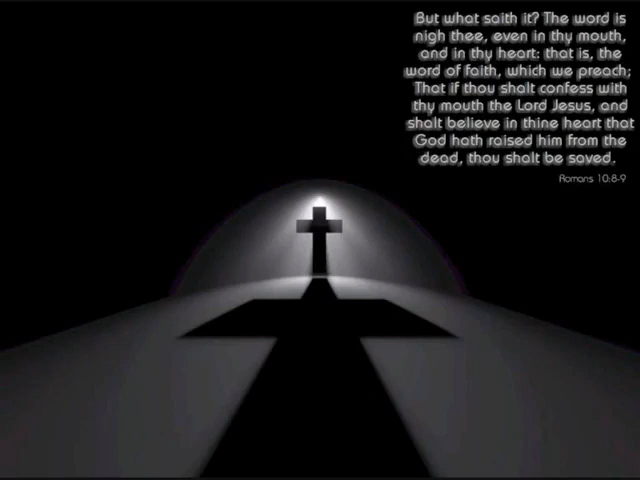 But what saith it? The word is
nigh thee, even in thy mouth,
and in thy heart: that is, the
word of faith, which we preach;
That if thou shalt confess with
thy mouth the Lord Jesus, and
shalt believe in thine heart that
God hath raised him from the
dead, thou shalt be saved.
Romans 10:8-9